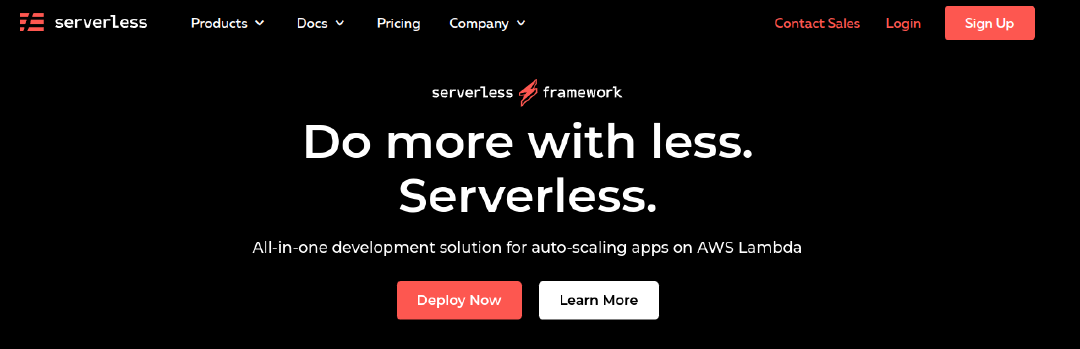 serverless Products Docs Pricing Company Contact Sales Login Sign Up
serverless framework
Do more with less.
Serverless.
All-in-one development solution for auto-scaling apps on AWS Lambda
Deploy Now Learn More